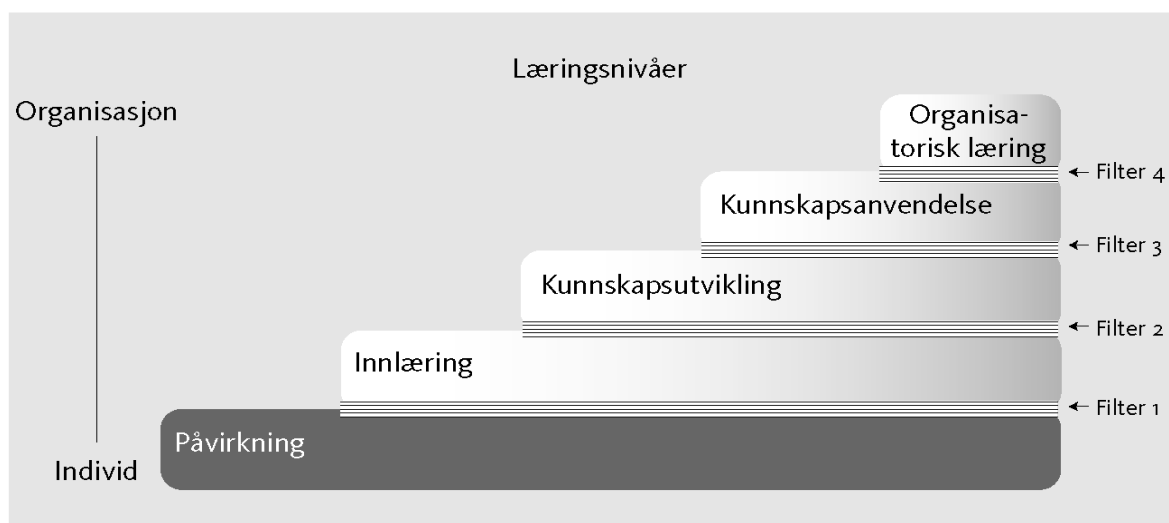 Læringsnivåer
Organisasjon
Organisa-
torisk læring
← Filter 4
Kunnskapsanvendelse
← Filter 3
Kunnskapsutvikling
← Filter 2
Innlæring
← Filter 1
Påvirkning
Individ